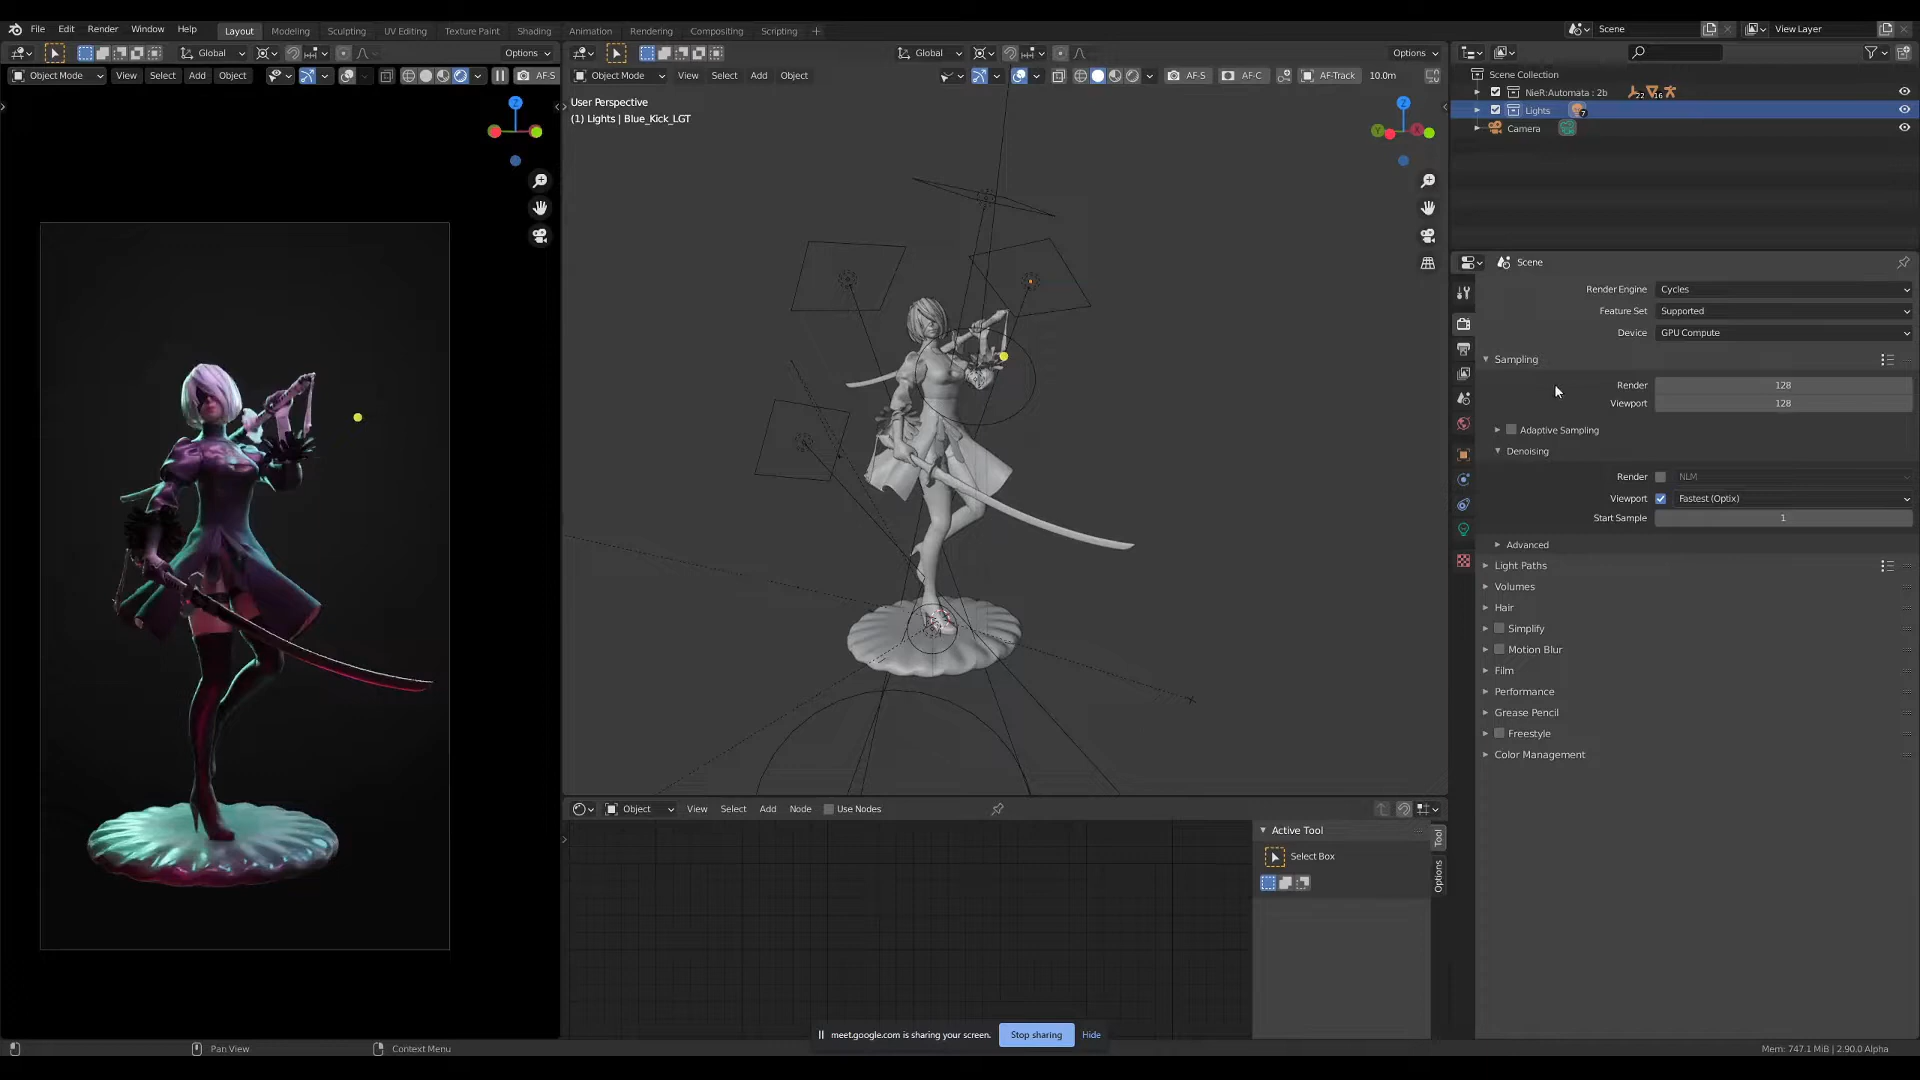 File Edit Render Window Help Layout Modeling Sculpting UV Editing Texture Paint Shading Animation Rendering Compositing Scripting + Scene View Layer
Global Options Global Options
Object Mode View Select Add Object AF-S Object Mode View Select Add Object AF-S AF-C AF-Track 10.0m
User Perspective
(1) Lights | Blue_Kick_LGT
Z
Z
Y
X
Scene Collection
NieR:Automata : 2b 22 16
Lights 7
Camera
Scene
Render Engine Cycles
Feature Set Supported
Device GPU Compute
Sampling
Render 128
Viewport 128
Adaptive Sampling
Denoising
Render NLM
Viewport Fastest (Optix)
Start Sample 1
Advanced
Light Paths
Volumes
Hair
Simplify
Motion Blur
Film
Performance
Grease Pencil
Freestyle
Color Management
Object View Select Add Node Use Nodes
Active Tool
Select Box
Tool
Options
meet.google.com is sharing your screen. Stop sharing Hide
Pan View Context Menu Mem: 747.1 MiB | 2.90.0 Alpha